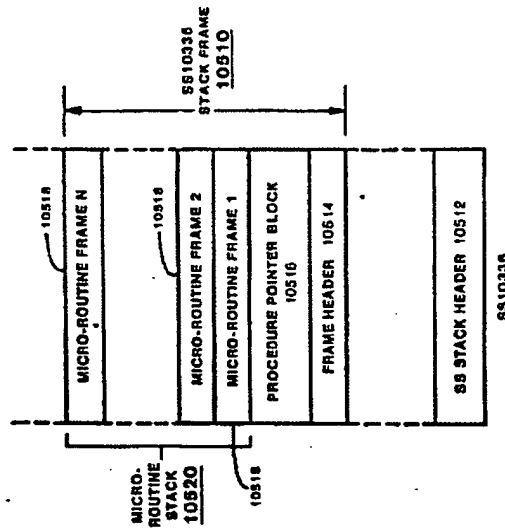 SS10336
STACK FRAME
10510
10518
MICRO-ROUTINE FRAME N
10518
MICRO-ROUTINE FRAME 2
MICRO-ROUTINE FRAME 1
PROCEDURE POINTER BLOCK
10516
FRAME HEADER 10514
SS STACK HEADER 10512
MICRO-
ROUTINE
STACK
10520
10518
SS10336